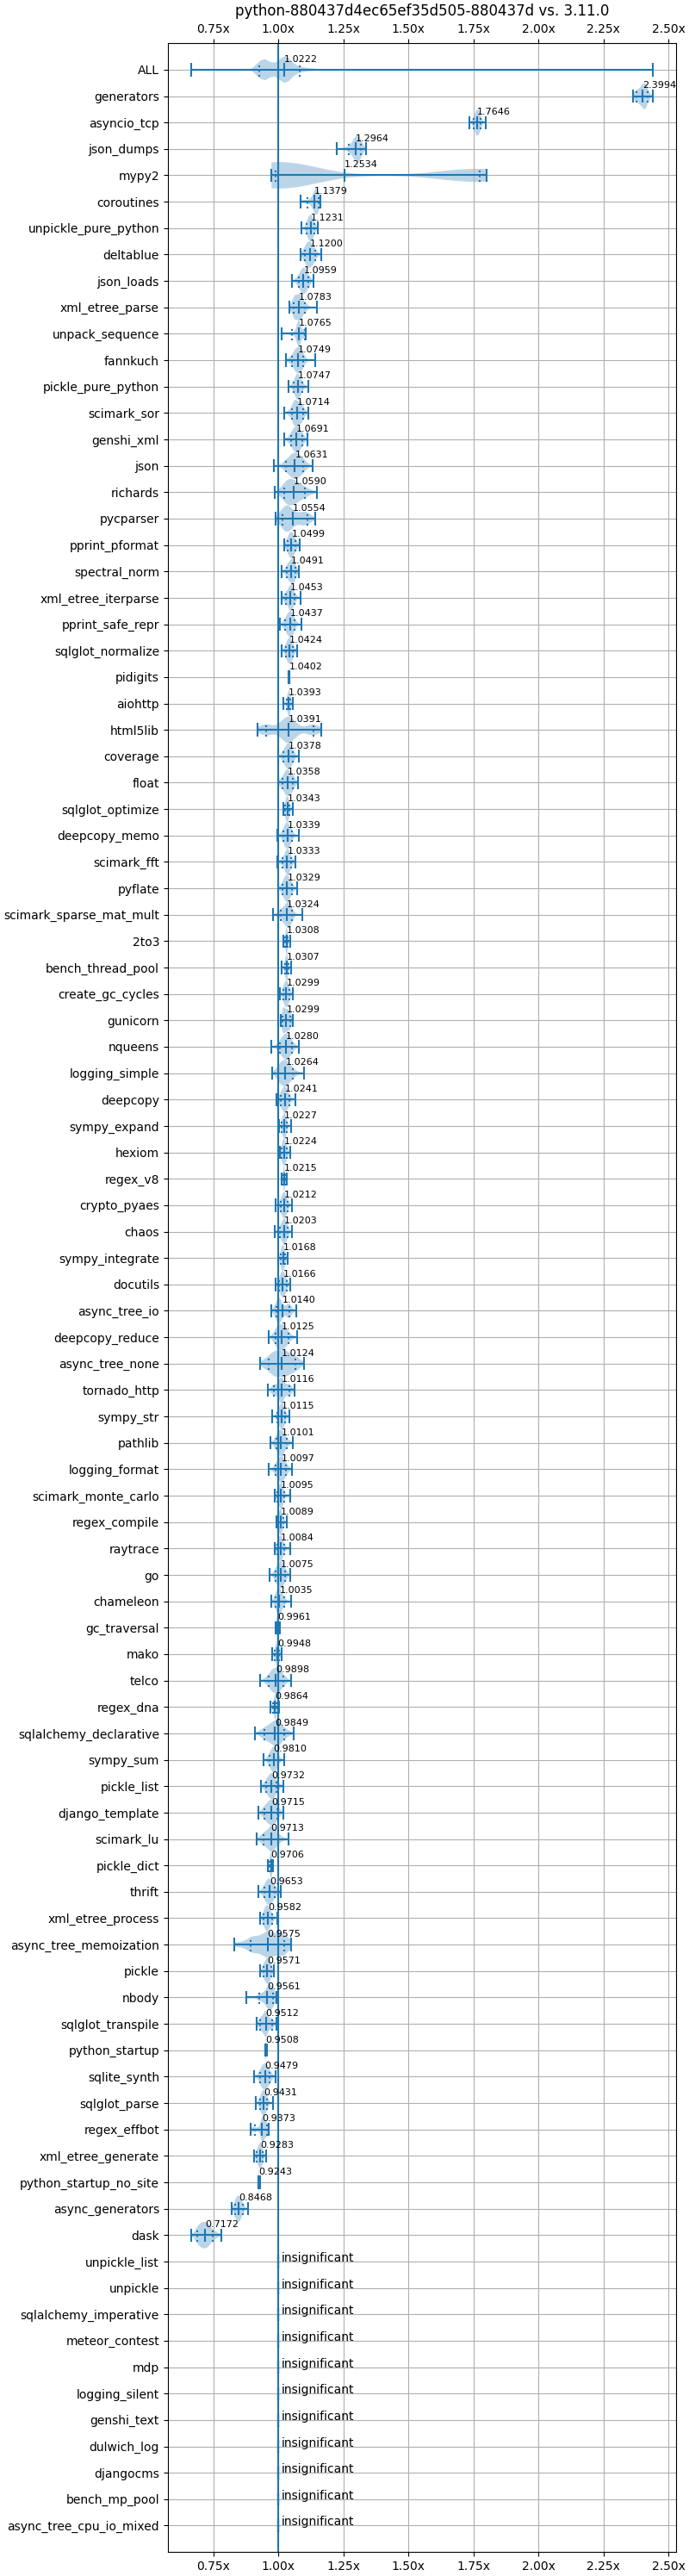 python-880437d4ec65ef35d505-880437d vs. 3.11.0
0.75x 1.00x 1.25x 1.50x 1.75x 2.00x 2.25x 2.50x
ALL 1.0222
generators 2.3994
asyncio_tcp 1.7646
json_dumps 1.2964
mypy2 1.2534
coroutines 1.1379
unpickle_pure_python 1.1231
deltablue 1.1200
json_loads 1.0959
xml_etree_parse 1.0783
unpack_sequence 1.0765
fannkuch 1.0749
pickle_pure_python 1.0747
scimark_sor 1.0714
genshi_xml 1.0691
json 1.0631
richards 1.0590
pycparser 1.0554
pprint_pformat 1.0499
spectral_norm 1.0491
xml_etree_iterparse 1.0453
pprint_safe_repr 1.0437
sqlglot_normalize 1.0424
pidigits 1.0402
aiohttp 1.0393
html5lib 1.0391
coverage 1.0378
float 1.0358
sqlglot_optimize 1.0343
deepcopy_memo 1.0339
scimark_fft 1.0333
pyflate 1.0329
scimark_sparse_mat_mult 1.0324
2to3 1.0308
bench_thread_pool 1.0307
create_gc_cycles 1.0299
gunicorn 1.0299
nqueens 1.0280
logging_simple 1.0264
deepcopy 1.0241
sympy_expand 1.0227
hexiom 1.0224
regex_v8 1.0215
crypto_pyaes 1.0212
chaos 1.0203
sympy_integrate 1.0168
docutils 1.0166
async_tree_io 1.0140
deepcopy_reduce 1.0125
async_tree_none 1.0124
tornado_http 1.0116
sympy_str 1.0115
pathlib 1.0101
logging_format 1.0097
scimark_monte_carlo 1.0095
regex_compile 1.0089
raytrace 1.0084
go 1.0075
chameleon 1.0035
gc_traversal 0.9961
mako 0.9948
telco 0.9898
regex_dna 0.9864
sqlalchemy_declarative 0.9849
sympy_sum 0.9810
pickle_list 0.9732
django_template 0.9715
scimark_lu 0.9713
pickle_dict 0.9706
thrift 0.9653
xml_etree_process 0.9582
async_tree_memoization 0.9575
pickle 0.9571
nbody 0.9561
sqlglot_transpile 0.9512
python_startup 0.9508
sqlite_synth 0.9479
sqlglot_parse 0.9431
regex_effbot 0.9373
xml_etree_generate 0.9283
python_startup_no_site 0.9243
async_generators 0.8468
dask 0.7172
unpickle_list insignificant
unpickle insignificant
sqlalchemy_imperative insignificant
meteor_contest insignificant
mdp insignificant
logging_silent insignificant
genshi_text insignificant
dulwich_log insignificant
djangocms insignificant
bench_mp_pool insignificant
async_tree_cpu_io_mixed insignificant
0.75x 1.00x 1.25x 1.50x 1.75x 2.00x 2.25x 2.50x